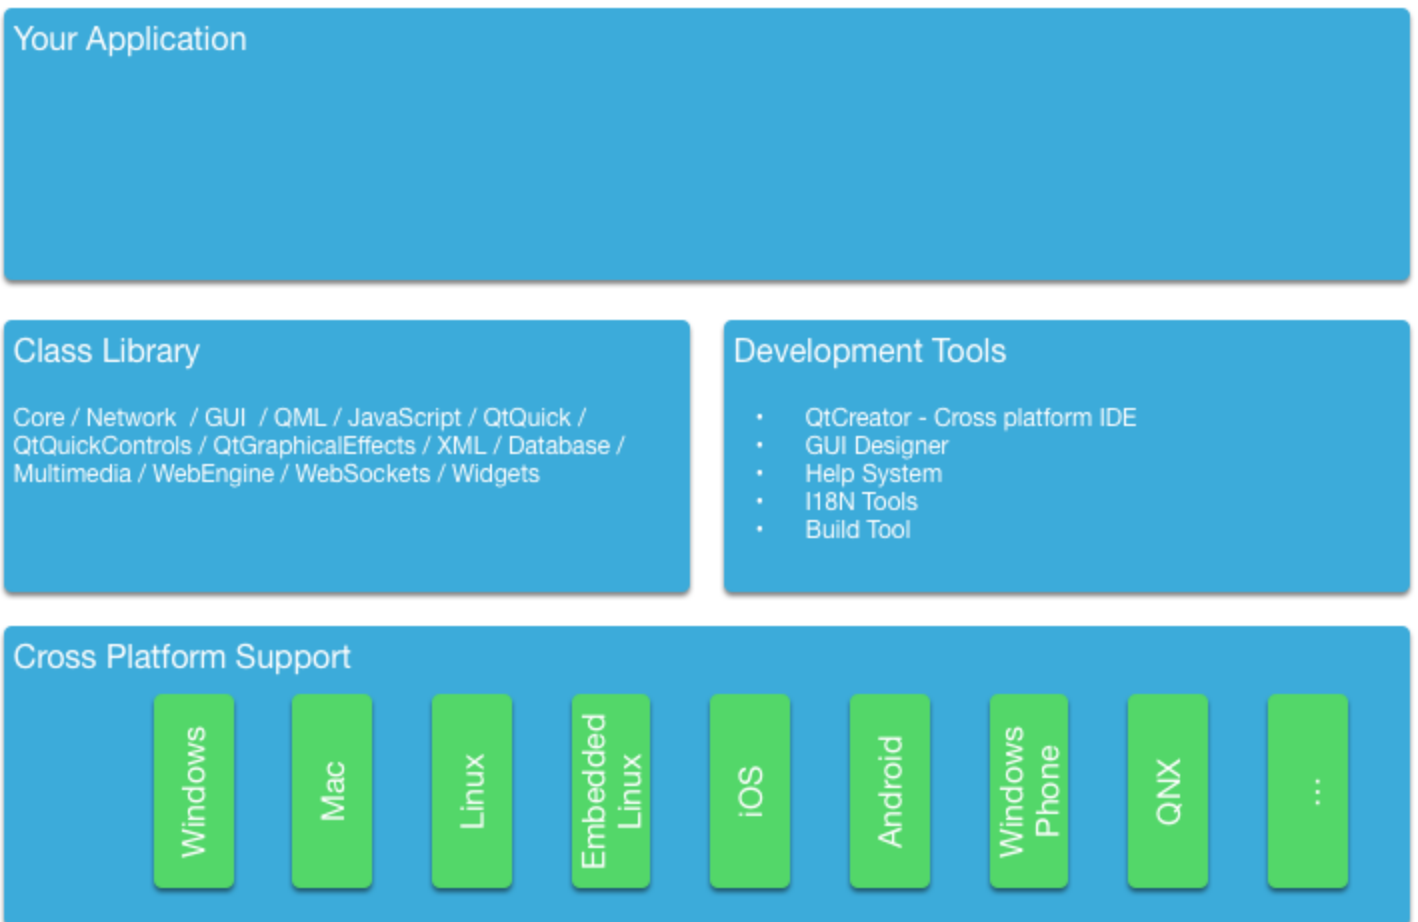 Your Application
Class Library
Core / Network / GUI / QML / JavaScript / QtQuick /
QtQuickControls / QtGraphicalEffects / XML / Database /
Multimedia / WebEngine / WebSockets / Widgets
Development Tools
• QtCreator - Cross platform IDE
• GUI Designer
• Help System
• I18N Tools
• Build Tool
Cross Platform Support
Windows
Mac
Linux
Embedded
Linux
iOS
Android
Windows
Phone
QNX
...